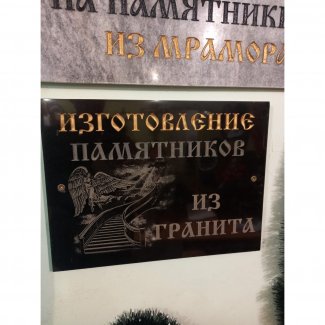 НА ПАМЯТНИКИ
ИЗ МРАМОРА
ИЗГОТОВЛЕНИЕ
ПАМЯТНИКОВ
ИЗ
ГРАНИТА